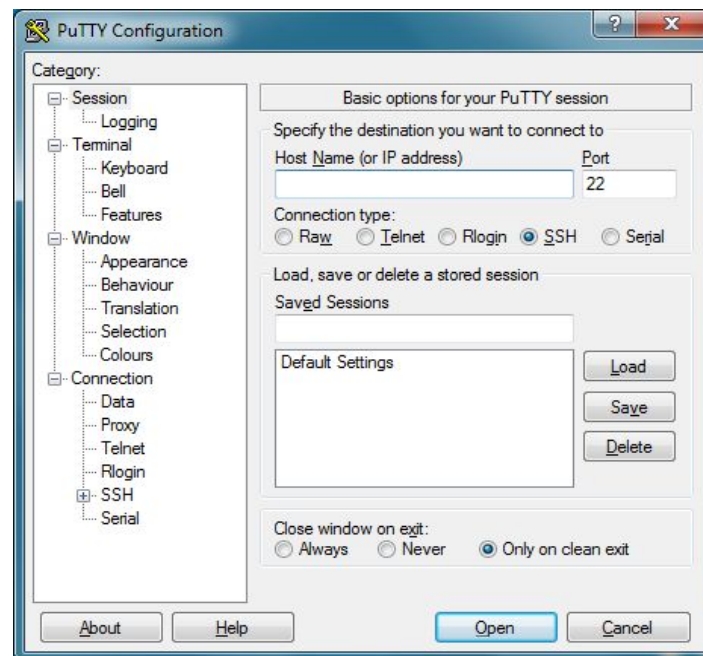 PuTTY Configuration
?
X
Category:
Session
Logging
Terminal
Keyboard
Bell
Features
Window
Appearance
Behaviour
Translation
Selection
Colours
Connection
Data
Proxy
Telnet
Rlogin
SSH
Serial
Basic options for your PuTTY session
Specify the destination you want to connect to
Host Name (or IP address) Port
22
Connection type:
Raw Telnet Rlogin SSH Serial
Load, save or delete a stored session
Saved Sessions
Default Settings
Load
Save
Delete
Close window on exit:
Always Never Only on clean exit
About Help Open Cancel